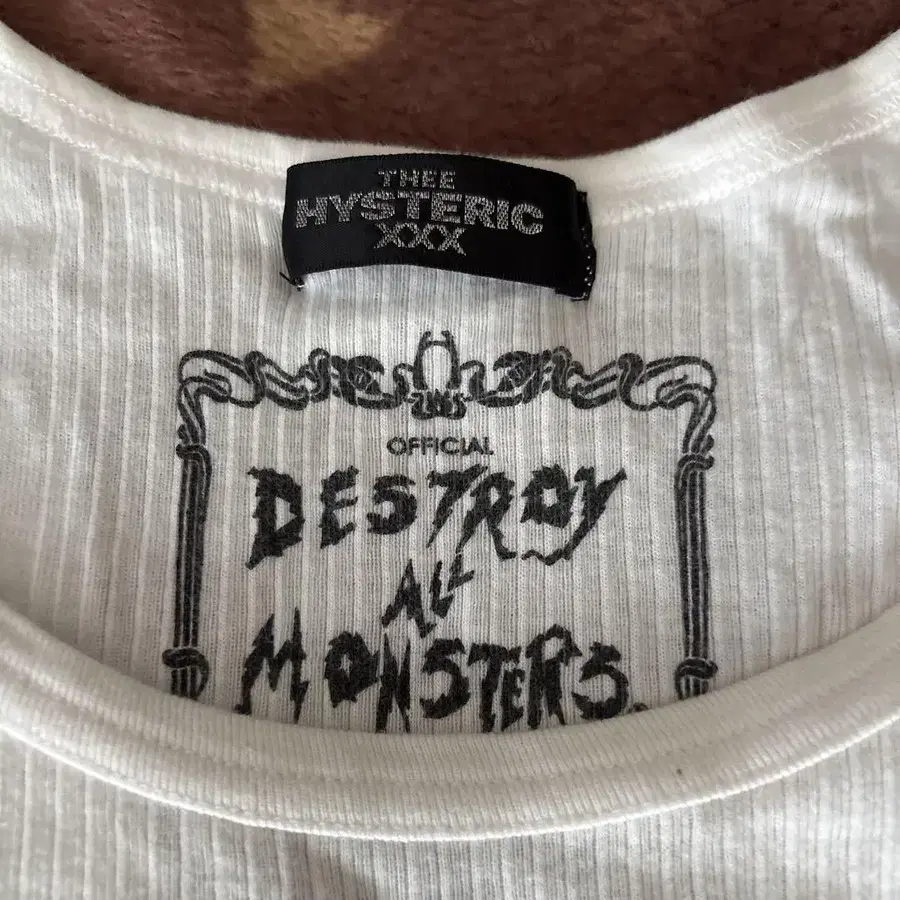 THEE
HYSTERIC
XXX
OFFICIAL
DESTROY
ALL
MONSTERS.